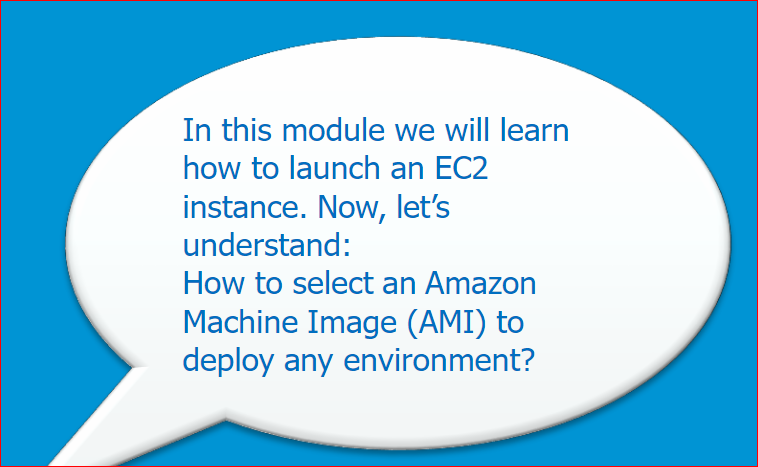 In this module we will learn
how to launch an EC2
instance. Now, let’s
understand:
How to select an Amazon
Machine Image (AMI) to
deploy any environment?